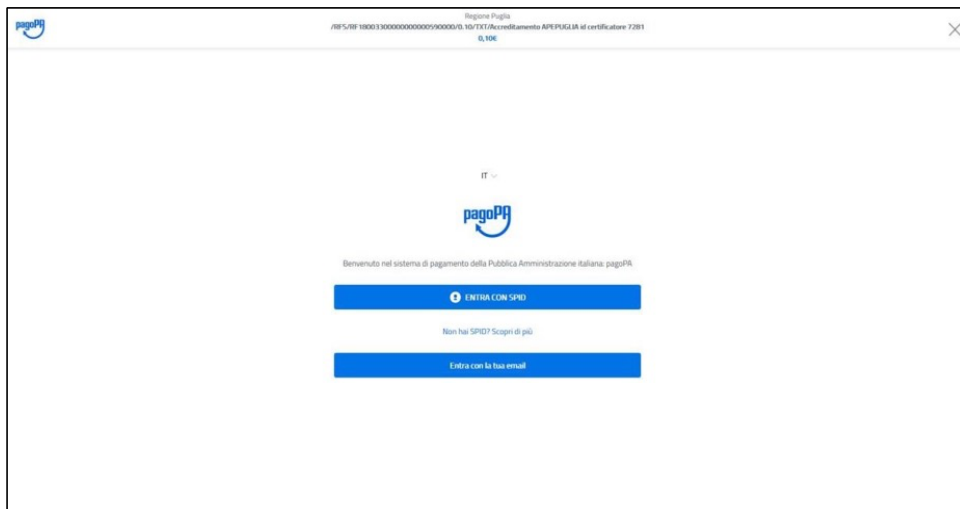 pagoPA
Regione Puglia
/RFS/RF18003300000000000590000/0.10/TXT/Accreditamento APEPUGLIA id certificatore 7281
0,10€
IT
pagoPA
Benvenuto nel sistema di pagamento della Pubblica Amministrazione italiana: pagoPA
ENTRA CON SPID
Non hai SPID? Scopri di più
Entra con la tua email